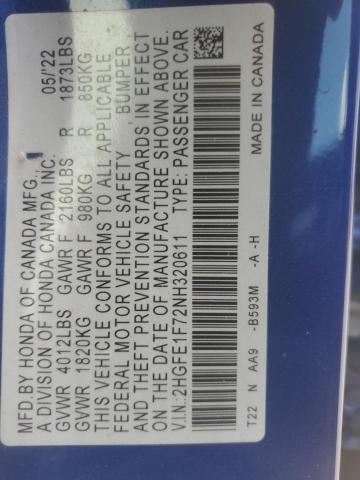 MFD.BY HONDA OF CANADA MFG., 05/'22
A DIVISION OF HONDA CANADA INC.
GVWR 4012LBS GAWR F 2160LBS R 1873LBS
GVWR 1820KG GAWR F 980KG R 850KG
THIS VEHICLE CONFORMS TO ALL APPLICABLE
FEDERAL MOTOR VEHICLE SAFETY , BUMPER ,
AND THEFT PREVENTION STANDARDS IN EFFECT
ON THE DATE OF MANUFACTURE SHOWN ABOVE.
V.I.N.:2HGFE1F72NH320611 TYPE:PASSENGER CAR
T22 N AA9 -B593M -A -H MADE IN CANADA